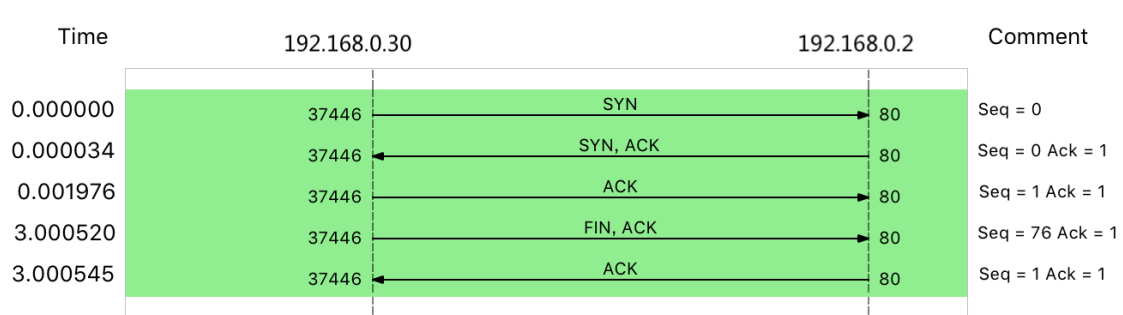 Time 192.168.0.30 192.168.0.2 Comment
0.000000 37446 SYN 80 Seq = 0
0.000034 37446 SYN, ACK 80 Seq = 0 Ack = 1
0.001976 37446 ACK 80 Seq = 1 Ack = 1
3.000520 37446 FIN, ACK 80 Seq = 76 Ack = 1
3.000545 37446 ACK 80 Seq = 1 Ack = 1